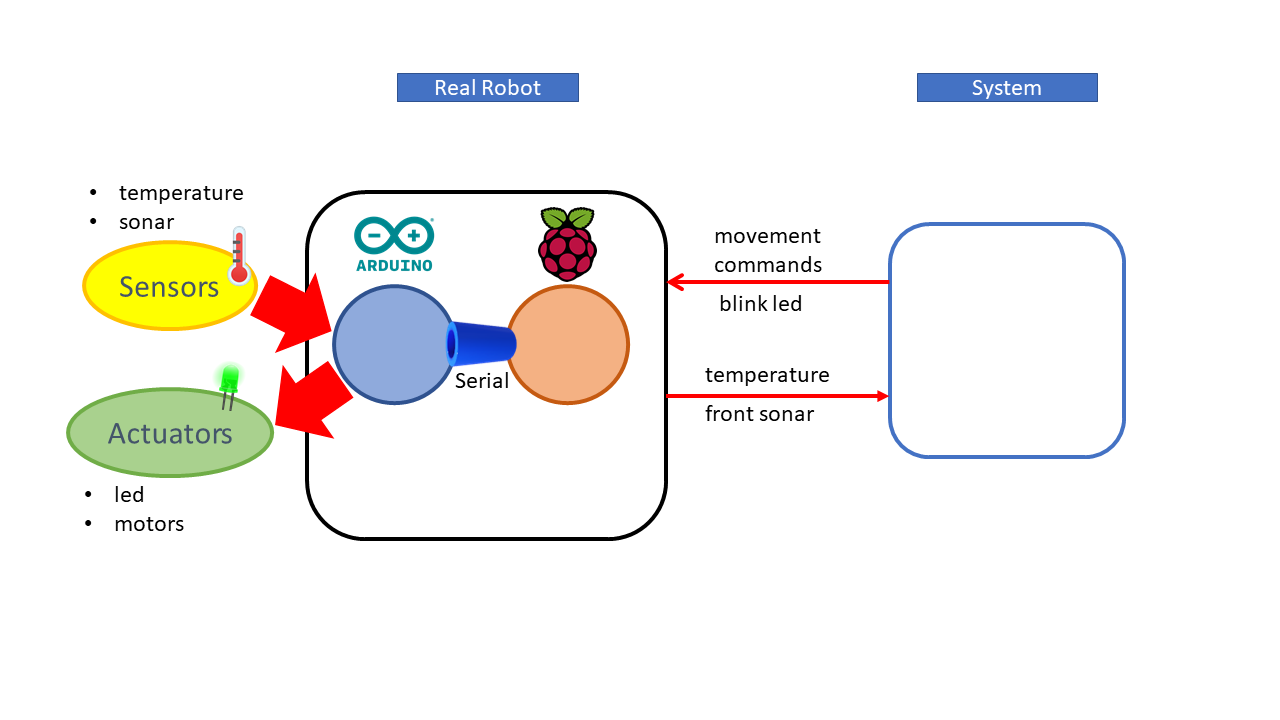 Real Robot
System
• temperature
• sonar
Sensors
ARDUINO
movement
commands
blink led
Serial
temperature
front sonar
Actuators
• led
• motors